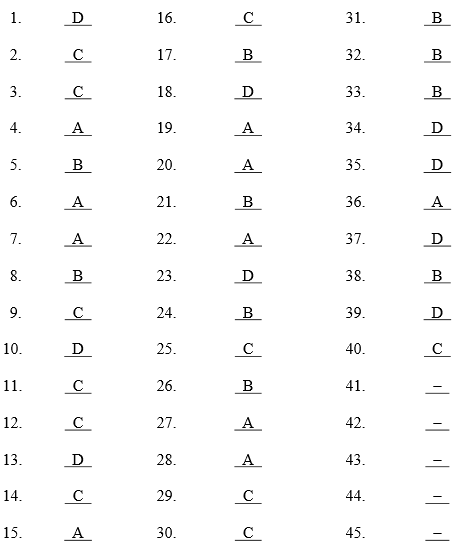 1. D 16. C 31. B
2. C 17. B 32. B
3. C 18. D 33. B
4. A 19. A 34. D
5. B 20. A 35. D
6. A 21. B 36. A
7. A 22. A 37. D
8. B 23. D 38. B
9. C 24. B 39. D
10. D 25. C 40. C
11. C 26. B 41. –
12. C 27. A 42. –
13. D 28. A 43. –
14. C 29. C 44. –
15. A 30. C 45. –